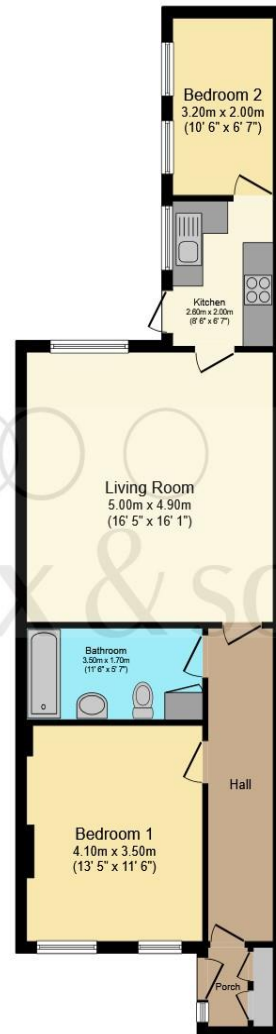 Bedroom 2
3.20m x 2.00m
(10' 6" x 6' 7")
Kitchen
2.60m x 2.00m
(8' 6" x 6' 7")
Living Room
5.00m x 4.90m
(16' 5" x 16' 1")
x & so
Bathroom
3.50m x 1.70m
(11' 6" x 5' 7")
Hall
Bedroom 1
4.10m x 3.50m
(13' 5" x 11' 6")
Porch